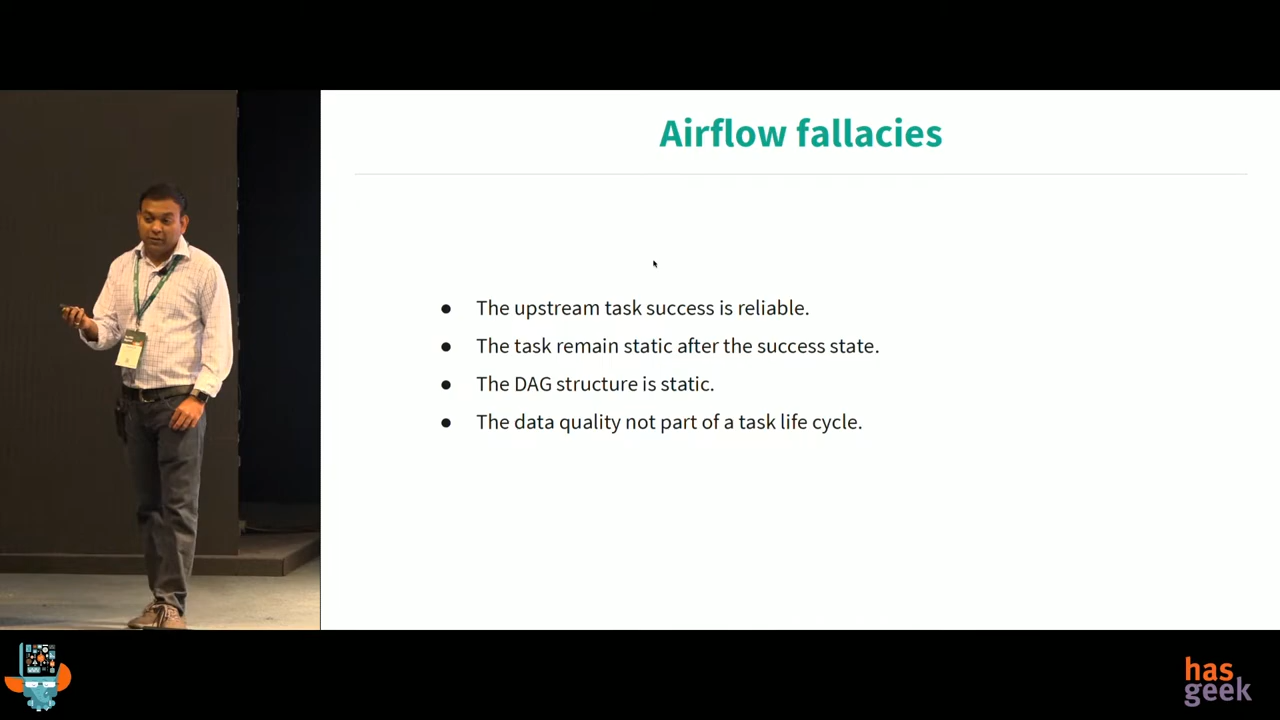 Airflow fallacies
● The upstream task success is reliable.
● The task remain static after the success state.
● The DAG structure is static.
● The data quality not part of a task life cycle.
has
geek